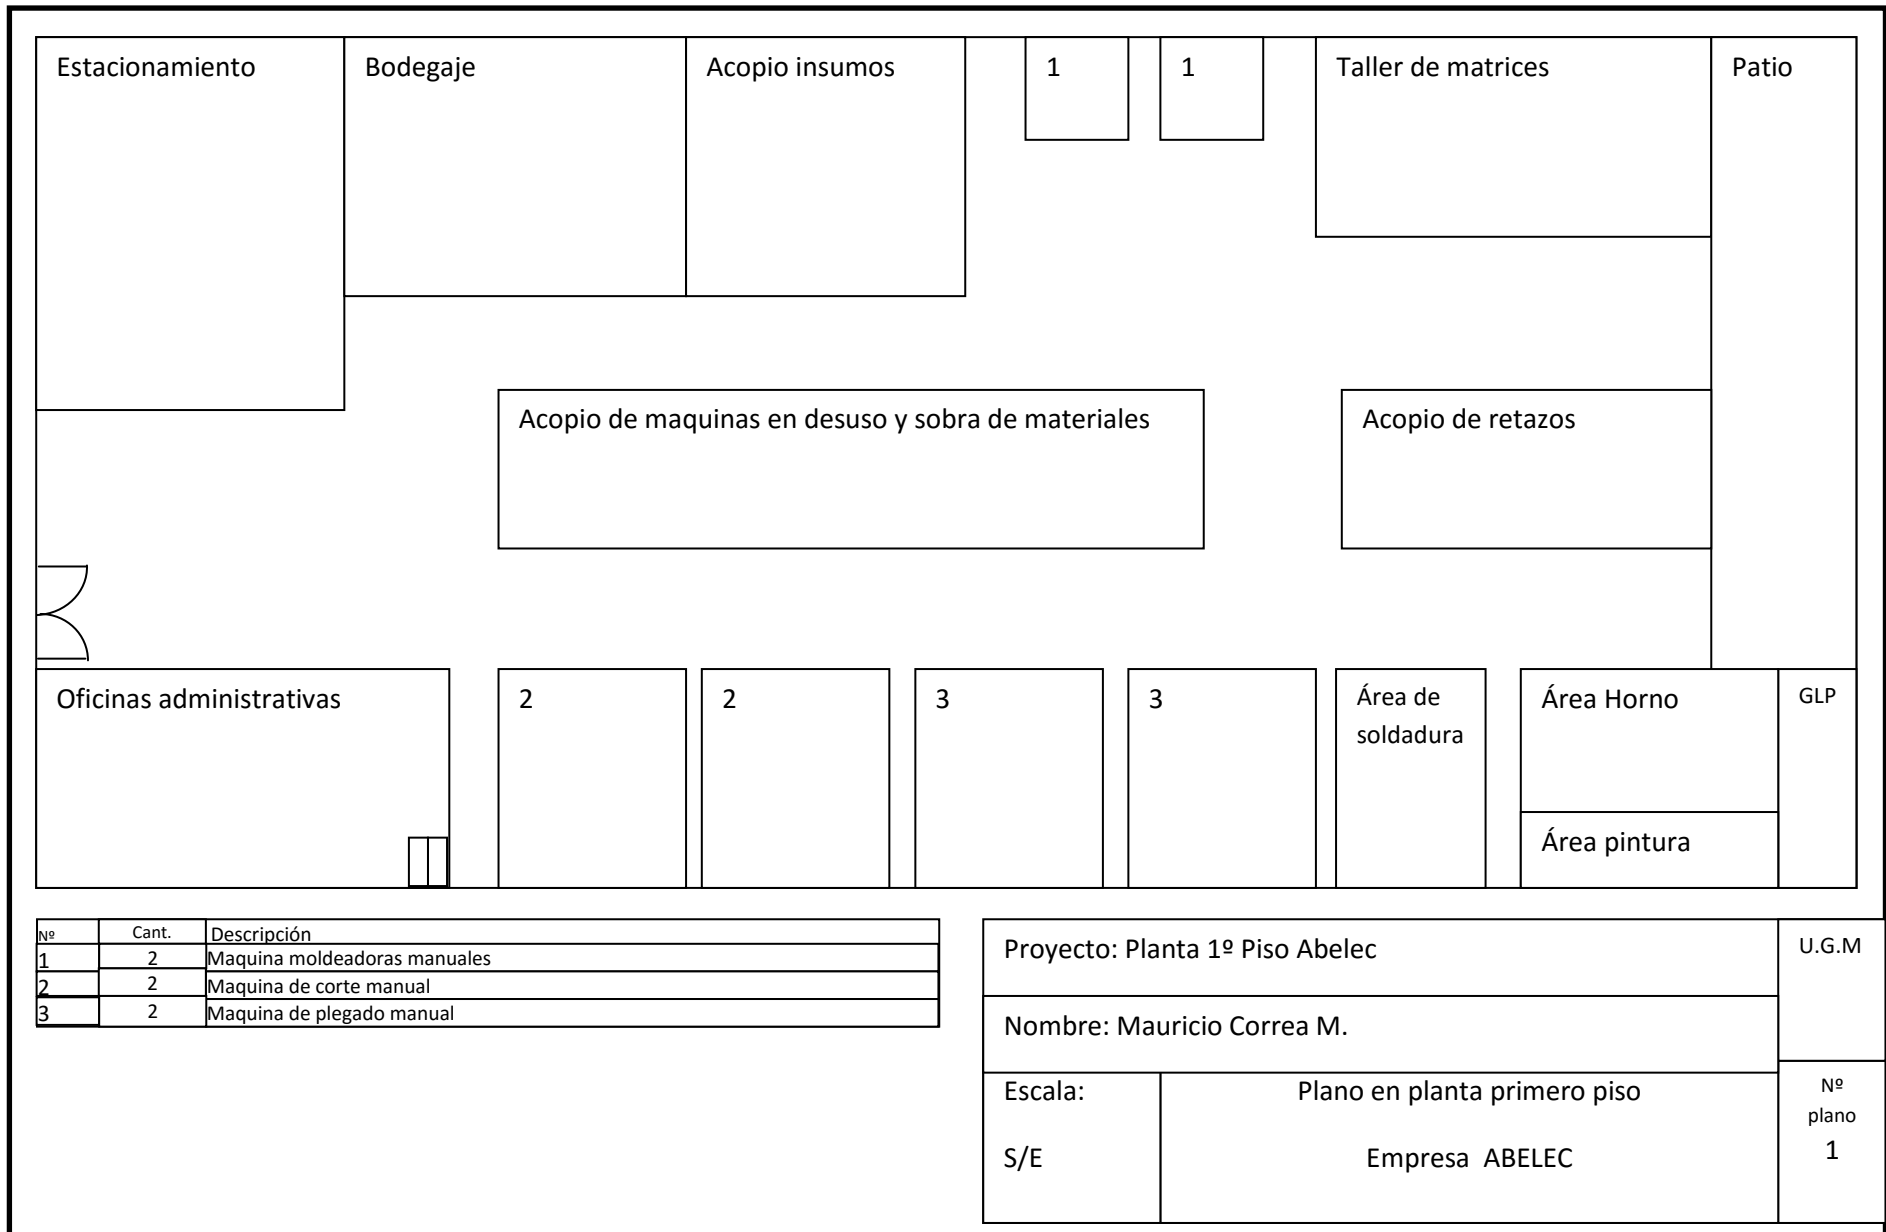 Estacionamiento
Bodegaje
Acopio insumos
1
1
Taller de matrices
Patio
Acopio de maquinas en desuso y sobra de materiales
Acopio de retazos
Oficinas administrativas
2
2
3
3
Área de
soldadura
Área Horno
GLP
Área pintura
Nº Cant. Descripción
1 2 Maquina moldeadoras manuales
2 2 Maquina de corte manual
3 2 Maquina de plegado manual
Proyecto: Planta 1º Piso Abelec
U.G.M
Nombre: Mauricio Correa M.
Escala:
S/E
Plano en planta primero piso
Empresa ABELEC
Nº
plano
1